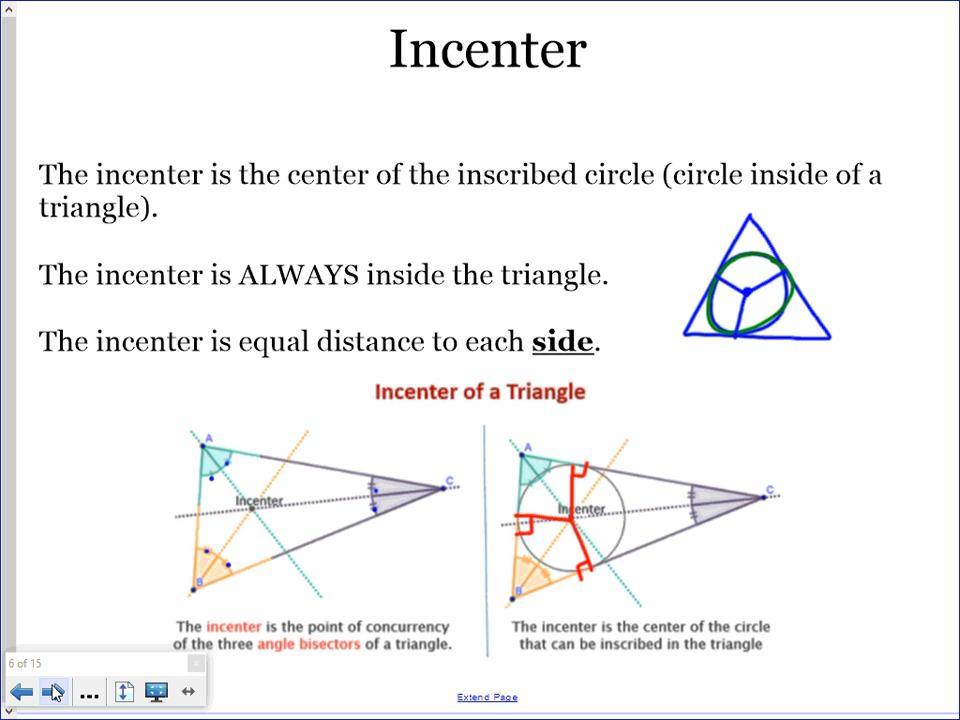 Incenter
The incenter is the center of the inscribed circle (circle inside of a
triangle).
The incenter is ALWAYS inside the triangle.
The incenter is equal distance to each side.
Incenter of a Triangle
A
C
Incenter
B
The incenter is the point of concurrency
of the three angle bisectors of a triangle.
A
C
Incenter
B
The incenter is the center of the circle
that can be inscribed in the triangle
6 of 15
Extend Page